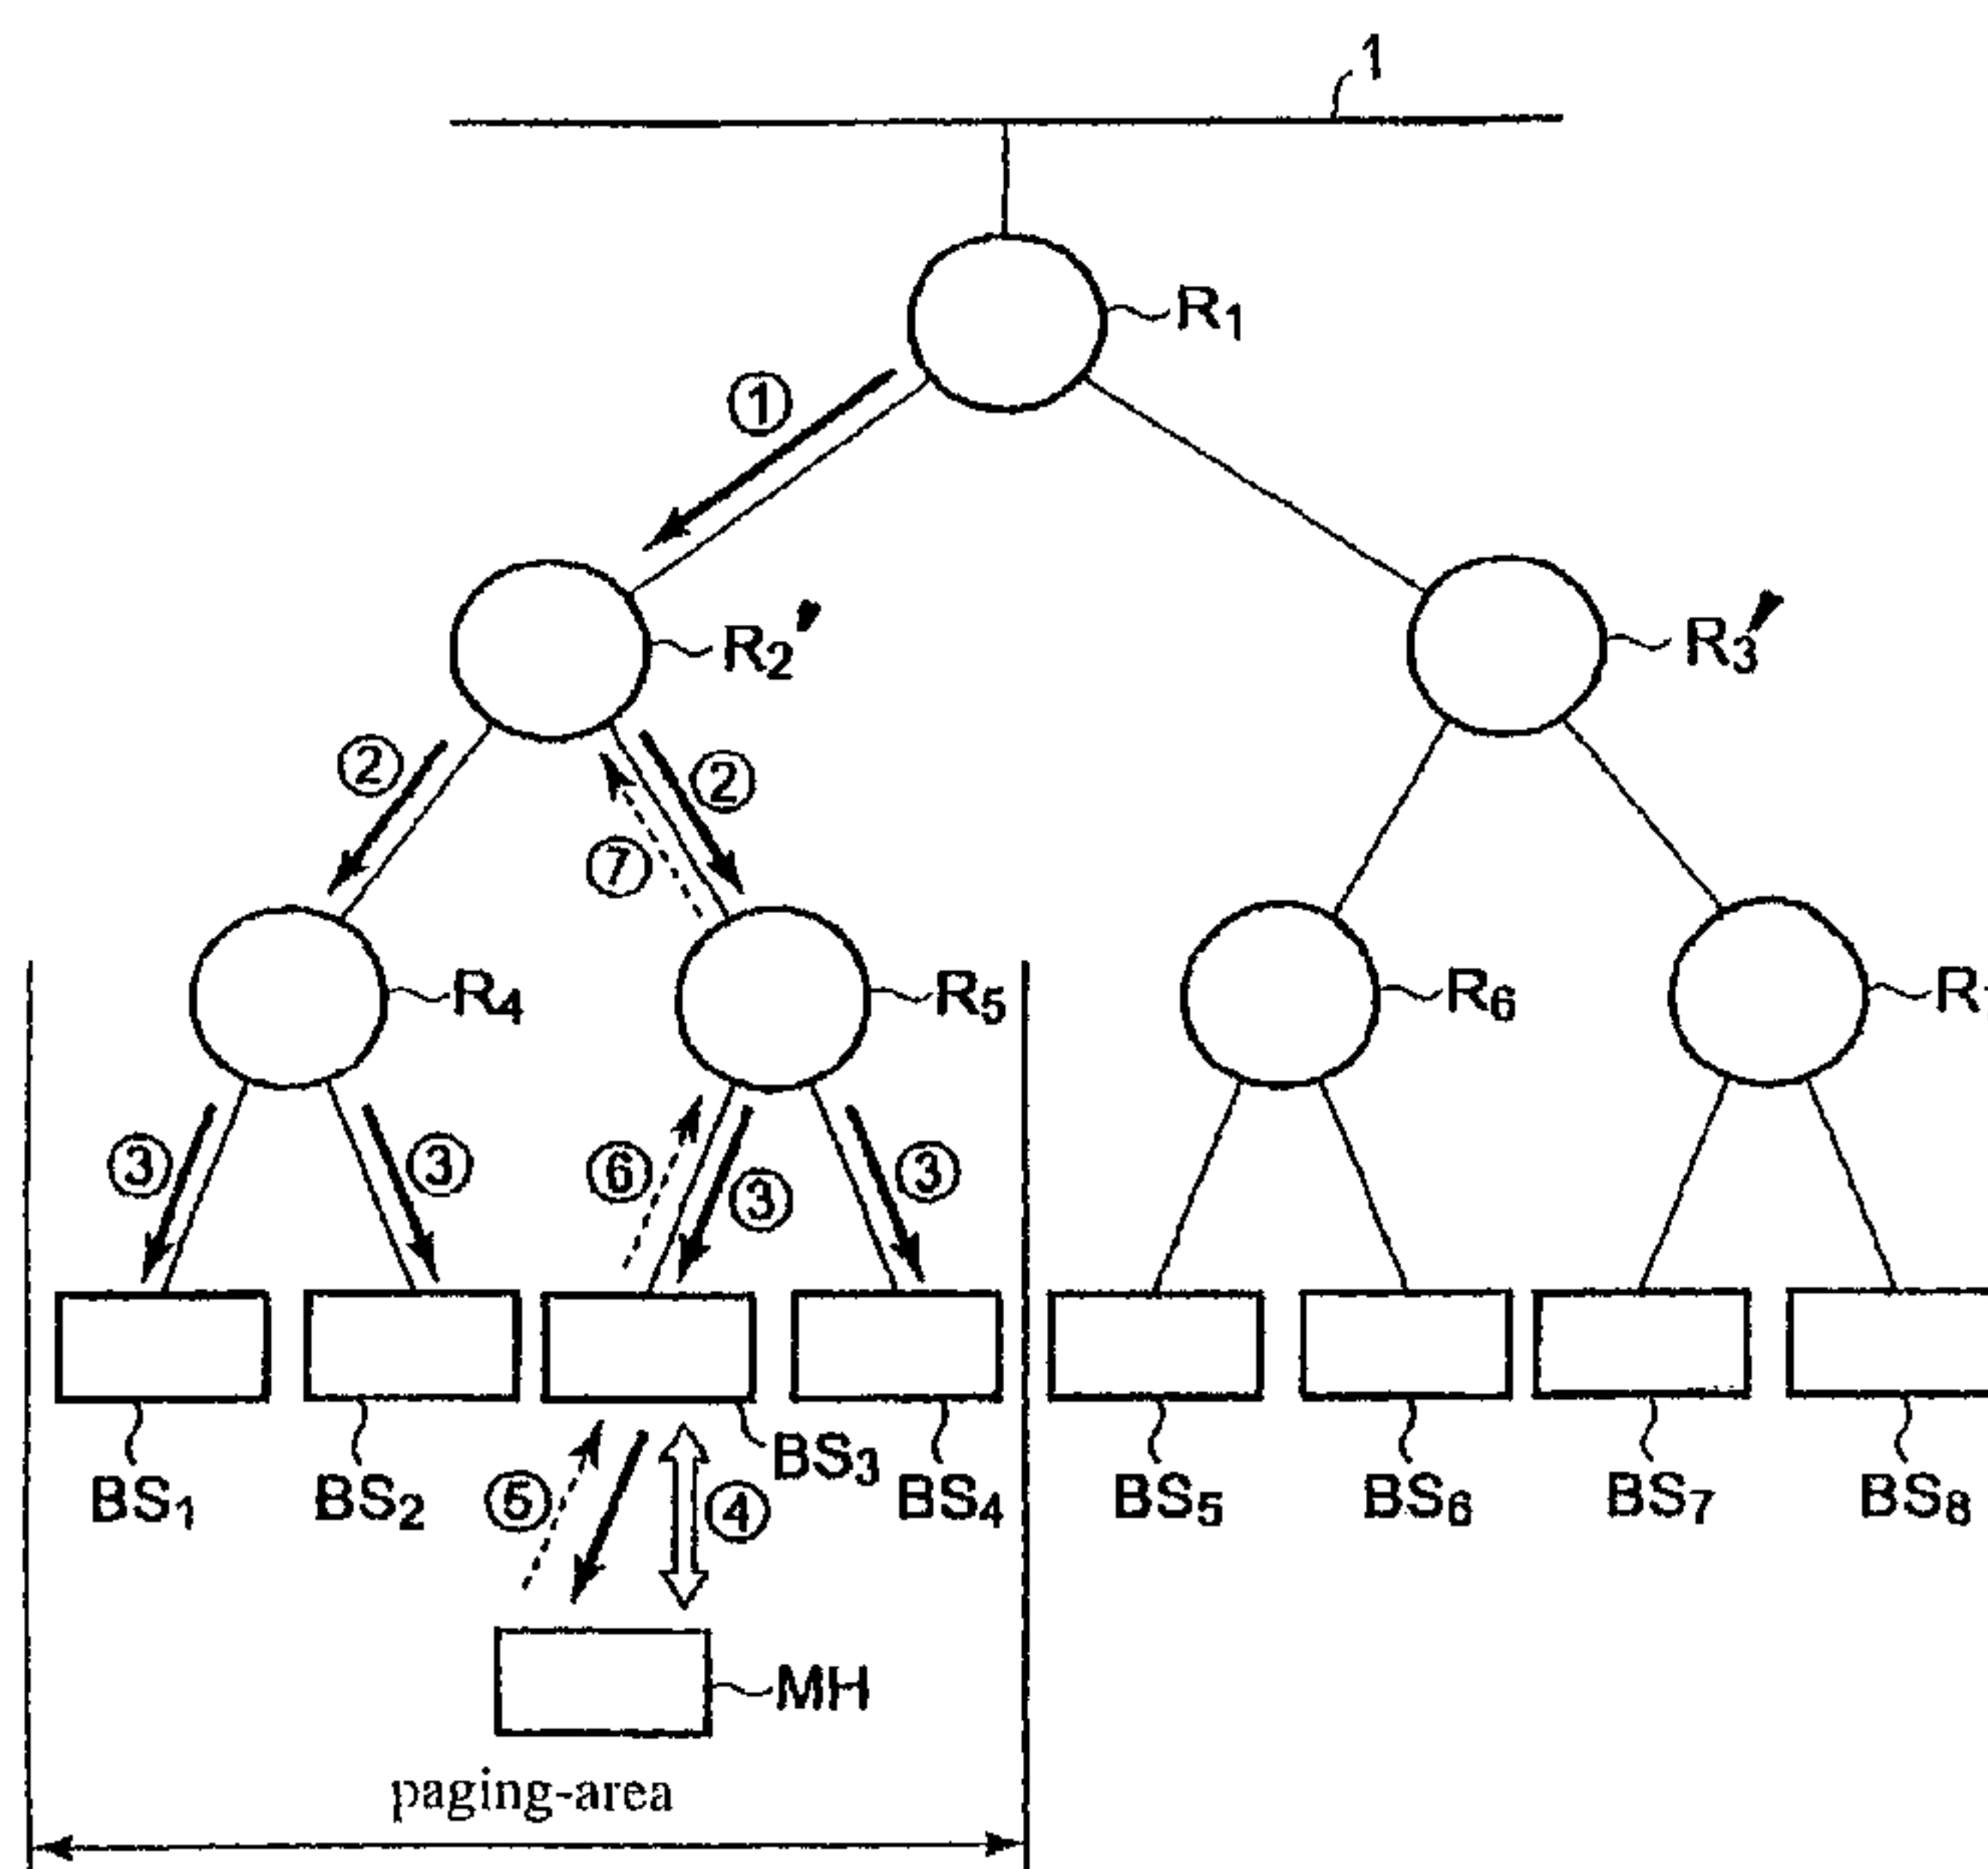 1
R1
①
R2'
R3'
②
②
⑦
R4
R5
R6
R
③
③
⑥
③
③
BS1
BS2
BS3
BS4
BS5
BS6
BS7
BS8
⑤
④
MH
paging-area